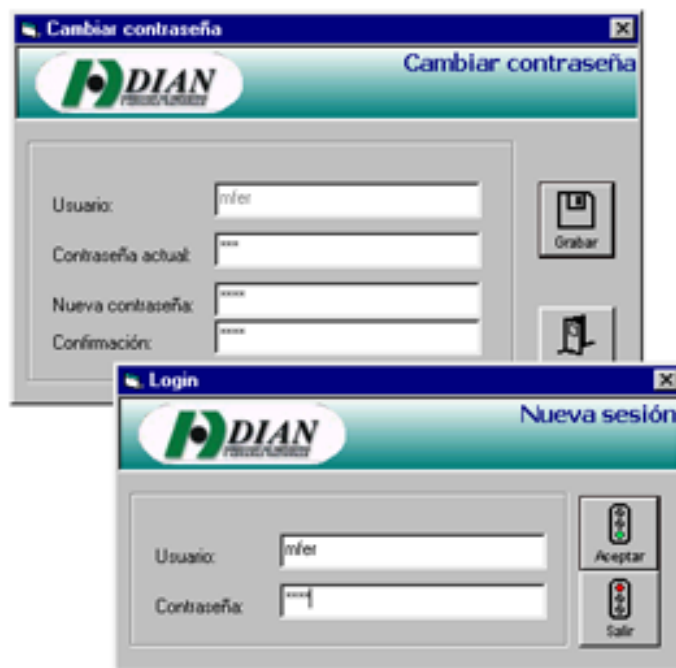 Cambiar contraseña
Cambiar contraseña
DIAN
Usuario: mfer
Contraseña actual: ***
Nueva contraseña: ****
Confirmación: ****
Grabar
Login
Nueva sesión
DIAN
Usuario: mfer
Contraseña: ****
Aceptar
Salir